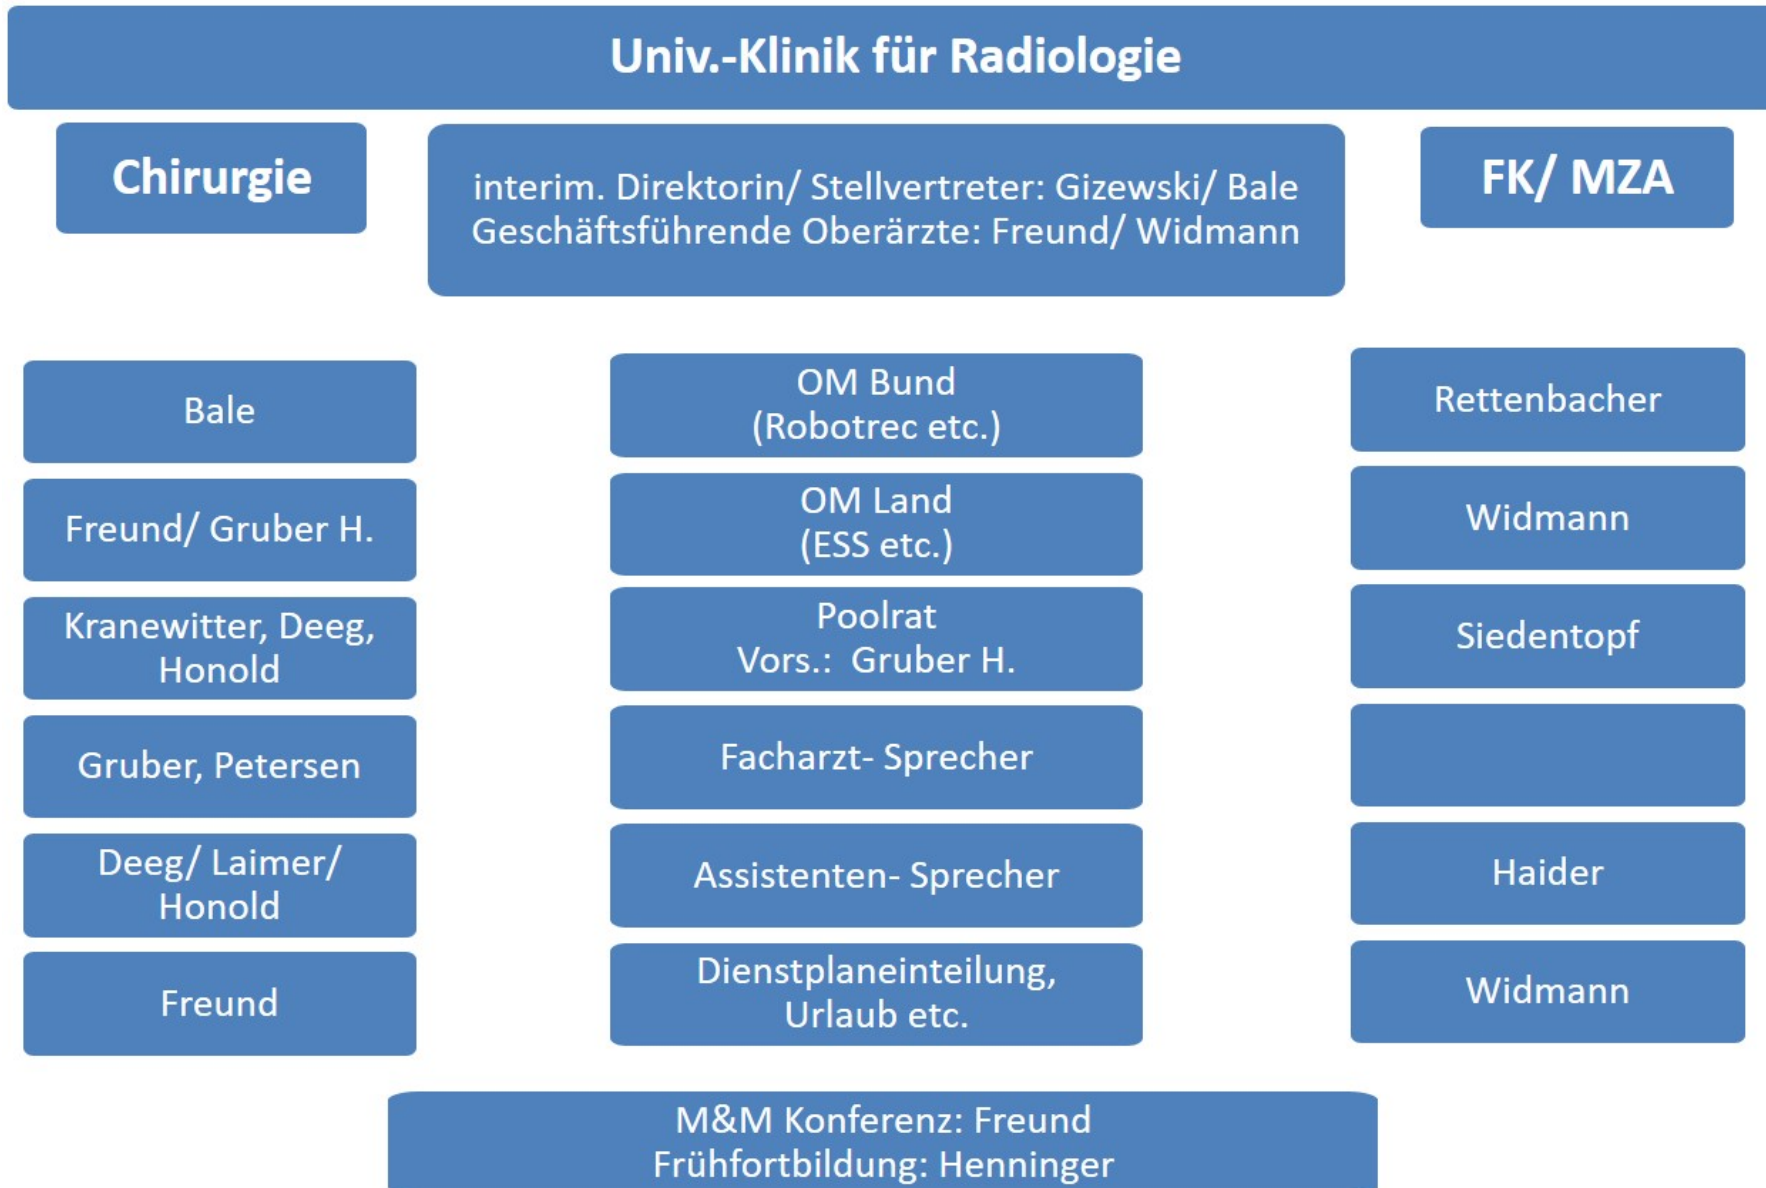 Univ.-Klinik für Radiologie
Chirurgie
interim. Direktorin/ Stellvertreter: Gizewski/ Bale
Geschäftsführende Oberärzte: Freund/ Widmann
FK/ MZA
Bale
OM Bund
(Robotrec etc.)
Rettenbacher
Freund/ Gruber H.
OM Land
(ESS etc.)
Widmann
Kranewitter, Deeg,
Honold
Poolrat
Vors.:  Gruber H.
Siedentopf
Gruber, Petersen
Facharzt- Sprecher
Deeg/ Laimer/
Honold
Assistenten- Sprecher
Haider
Freund
Dienstplaneinteilung,
Urlaub etc.
Widmann
M&M Konferenz: Freund
Frühfortbildung: Henninger